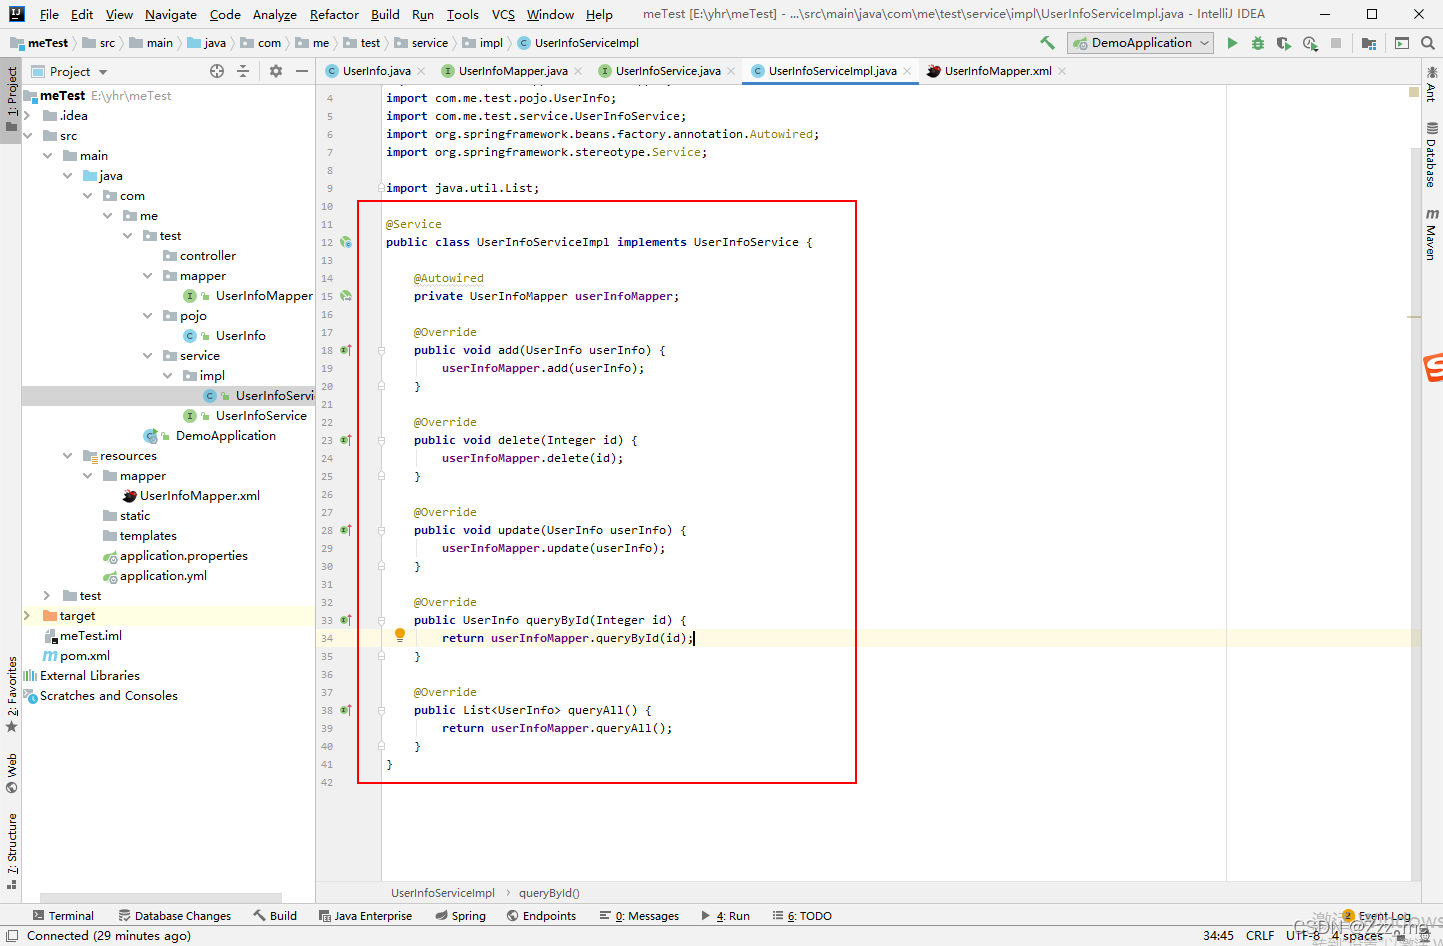 File Edit View Navigate Code Analyze Refactor Build Run Tools VCS Window Help meTest [E:\yhr\meTest] - ...\src\main\java\com\me\test\service\impl\UserInfoServiceImpl.java - IntelliJ IDEA
meTest src main java com me test service impl UserInfoServiceImpl DemoApplication
Project UserInfo.java UserInfoMapper.java UserInfoService.java UserInfoServiceImpl.java UserInfoMapper.xml
1: Project
meTest E:\yhr\meTest
.idea
src
main
java
com
me
test
controller
mapper
UserInfoMapper
pojo
UserInfo
service
impl
UserInfoServi
UserInfoService
DemoApplication
resources
mapper
UserInfoMapper.xml
static
templates
application.properties
application.yml
test
target
meTest.iml
pom.xml
External Libraries
Scratches and Consoles
2: Favorites
Web
7: Structure
4 import com.me.test.pojo.UserInfo;
5 import com.me.test.service.UserInfoService;
6 import org.springframework.beans.factory.annotation.Autowired;
7 import org.springframework.stereotype.Service;
8
9 import java.util.List;
10
11 @Service
12 public class UserInfoServiceImpl implements UserInfoService {
13
14 @Autowired
15 private UserInfoMapper userInfoMapper;
16
17 @Override
18 public void add(UserInfo userInfo) {
19 userInfoMapper.add(userInfo);
20 }
21
22 @Override
23 public void delete(Integer id) {
24 userInfoMapper.delete(id);
25 }
26
27 @Override
28 public void update(UserInfo userInfo) {
29 userInfoMapper.update(userInfo);
30 }
31
32 @Override
33 public UserInfo queryById(Integer id) {
34 return userInfoMapper.queryById(id);
35 }
36
37 @Override
38 public List<UserInfo> queryAll() {
39 return userInfoMapper.queryAll();
40 }
41 }
42
Ant
Database
Maven
UserInfoServiceImpl queryById()
Terminal Database Changes Build Java Enterprise Spring Endpoints 0: Messages 4: Run 6: TODO 2 Event Log
Connected (29 minutes ago) 34:45 CRLF UTF-8 4 spaces